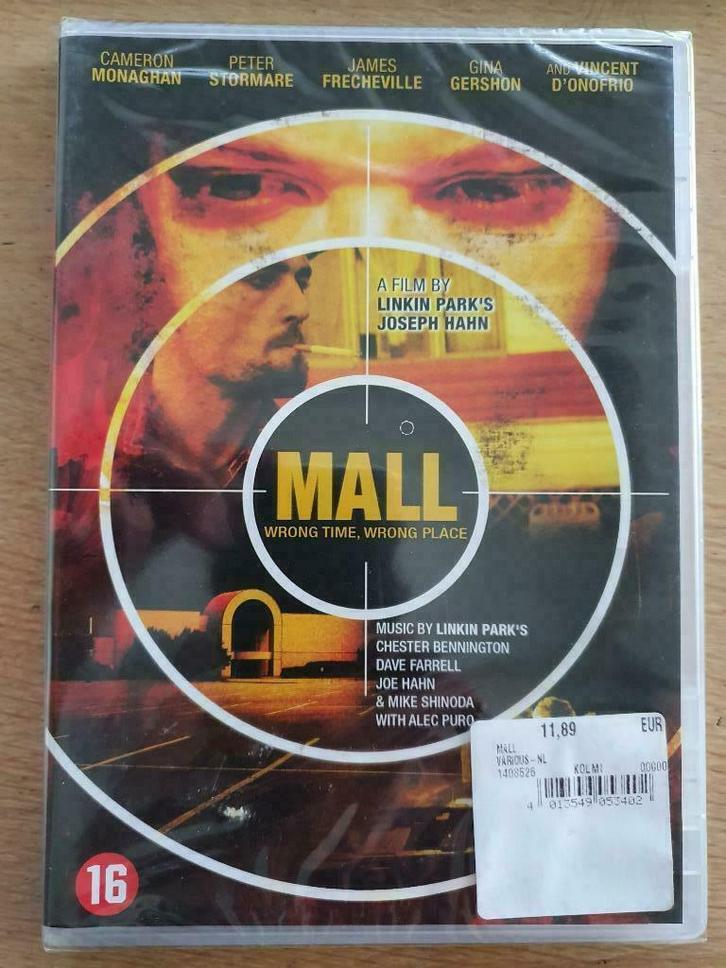 CAMERON
MONAGHAN
PETER
STORMARE
JAMES
FRECHEVILLE
GINA
GERSHON
AND VINCENT
D'ONOFRIO
A FILM BY
LINKIN PARK'S
JOSEPH HAHN
MALL
WRONG TIME, WRONG PLACE
MUSIC BY LINKIN PARK'S
CHESTER BENNINGTON
DAVE FARRELL
JOE HAHN
& MIKE SHINODA
WITH ALEC PURO
11,89 EUR
MALL
VARIOUS-NL
1408526 KOLMI 00000
4 013549 053402
16